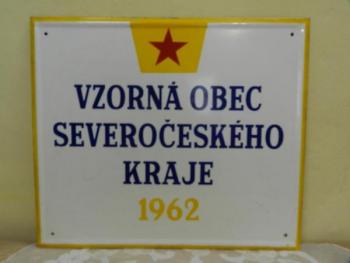 VZORNÁ OBEC
SEVEROČESKÉHO
KRAJE
1962